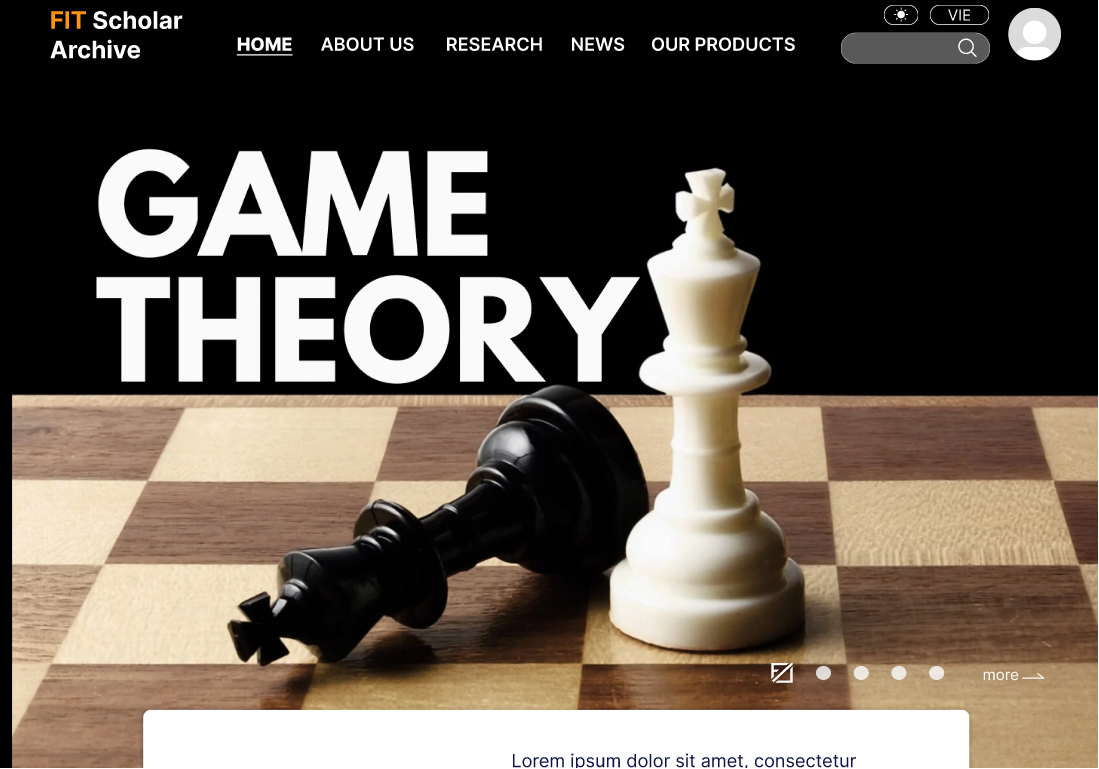 FIT Scholar
Archive
HOME
ABOUT US
RESEARCH
NEWS
OUR PRODUCTS
VIE
GAME
THEORY
more
Lorem ipsum dolor sit amet, consectetur